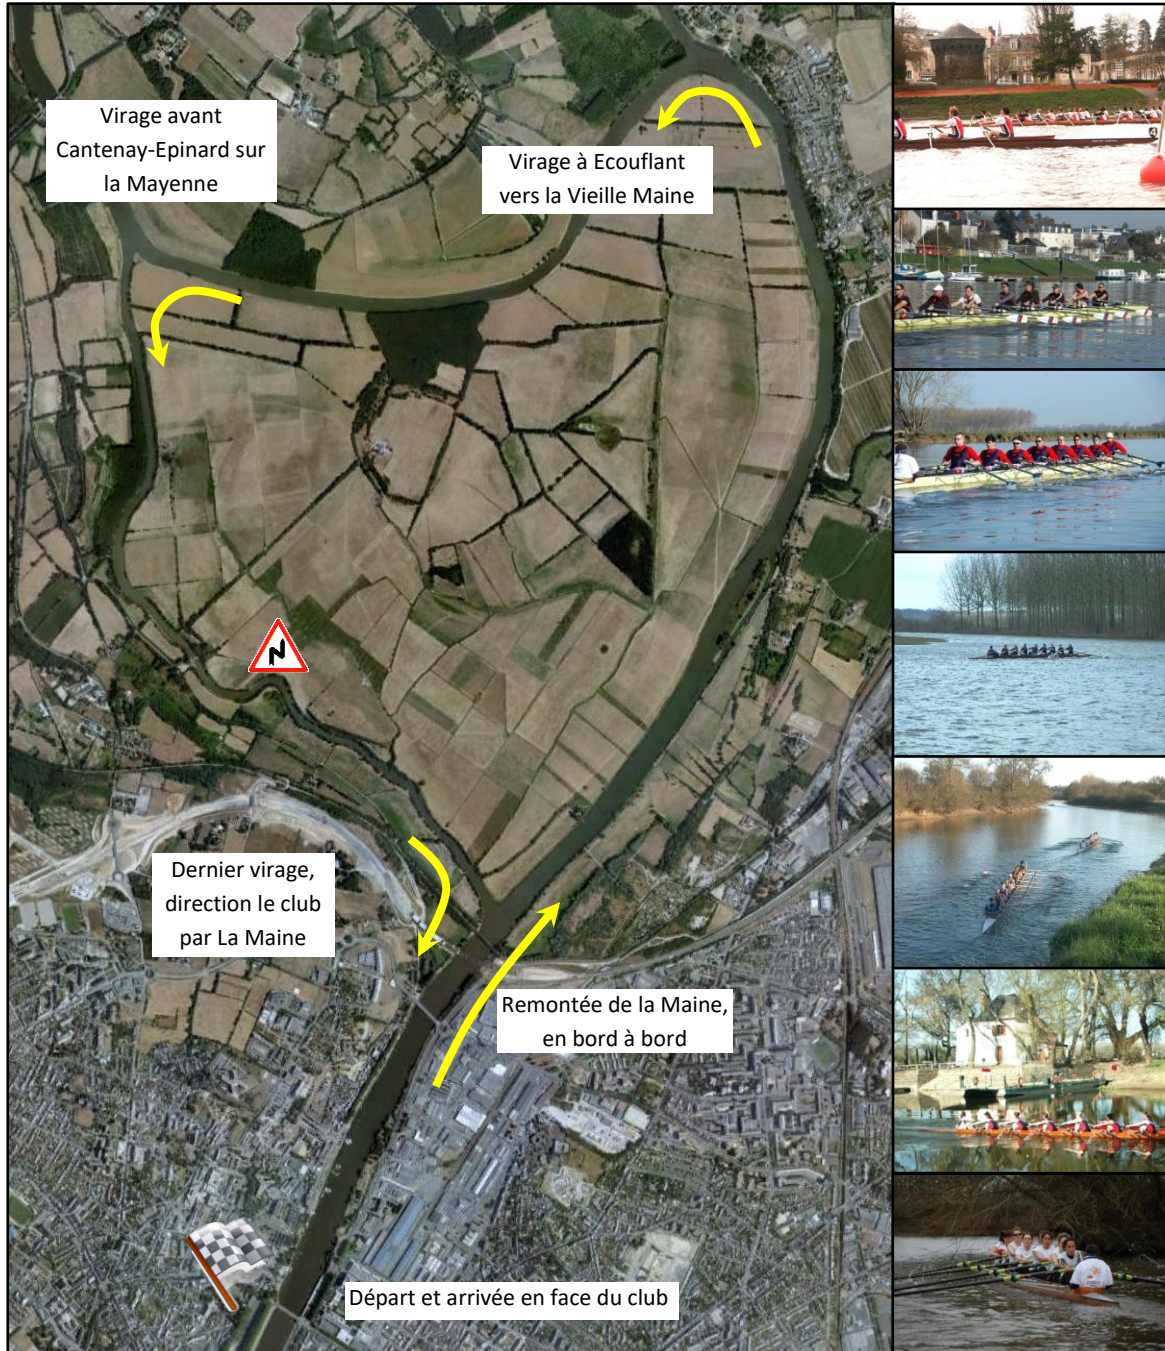 Virage avant
Cantenay-Epinard sur
la Mayenne
Virage à Ecouflant
vers la Vieille Maine
Dernier virage,
direction le club
par La Maine
Remontée de la Maine,
en bord à bord
Départ et arrivée en face du club